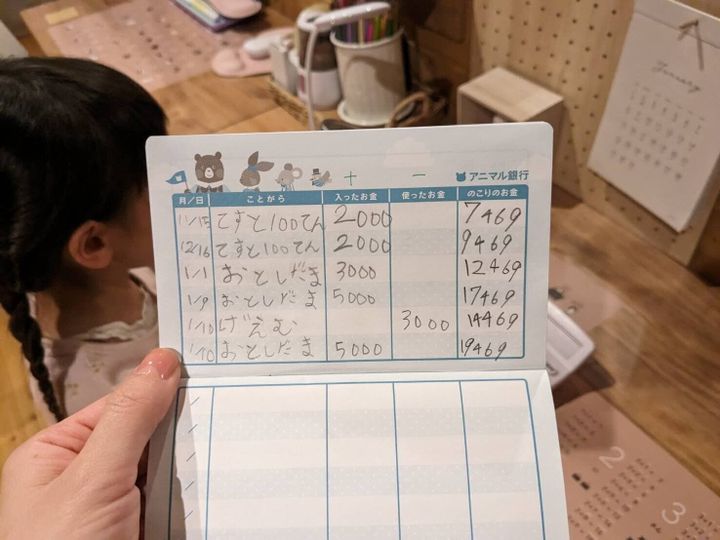 + − アニマル銀行
月/日 ことがら 入ったお金 使ったお金 のこりのお金
11/15 てすと100てん 2000 7469
12/16 てすと100てん 2000 9469
1/1 おとしだま 3000 12469
1/9 おとしだま 5000 17469
1/10 げえむ 3000 14469
1/10 おとしだま 5000 19469
January
2
3